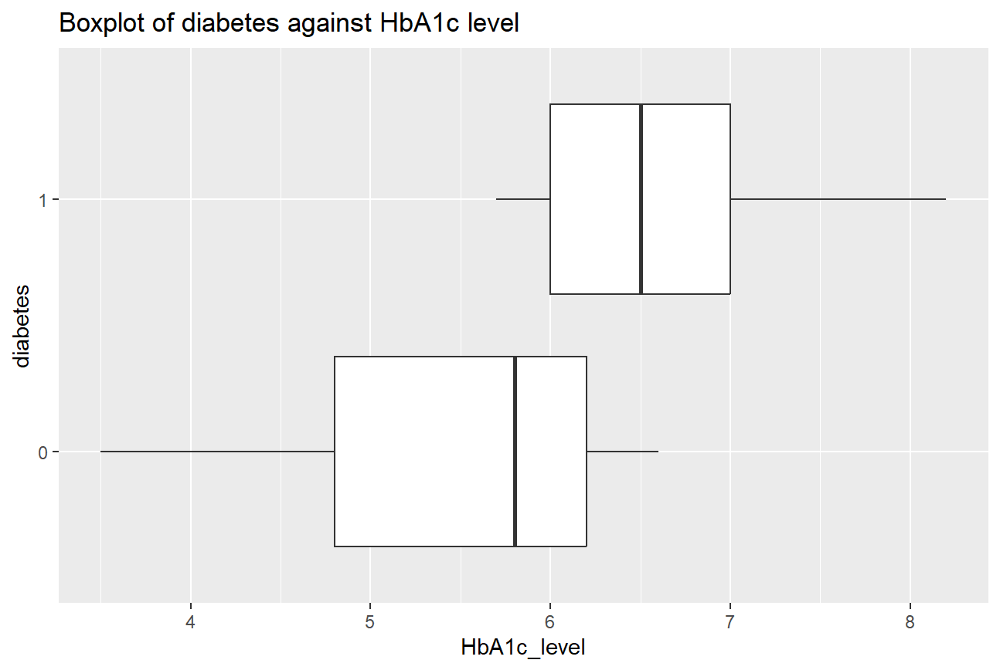 Boxplot of diabetes against HbA1c level
diabetes
1
0
4 5 6 7 8
HbA1c_level